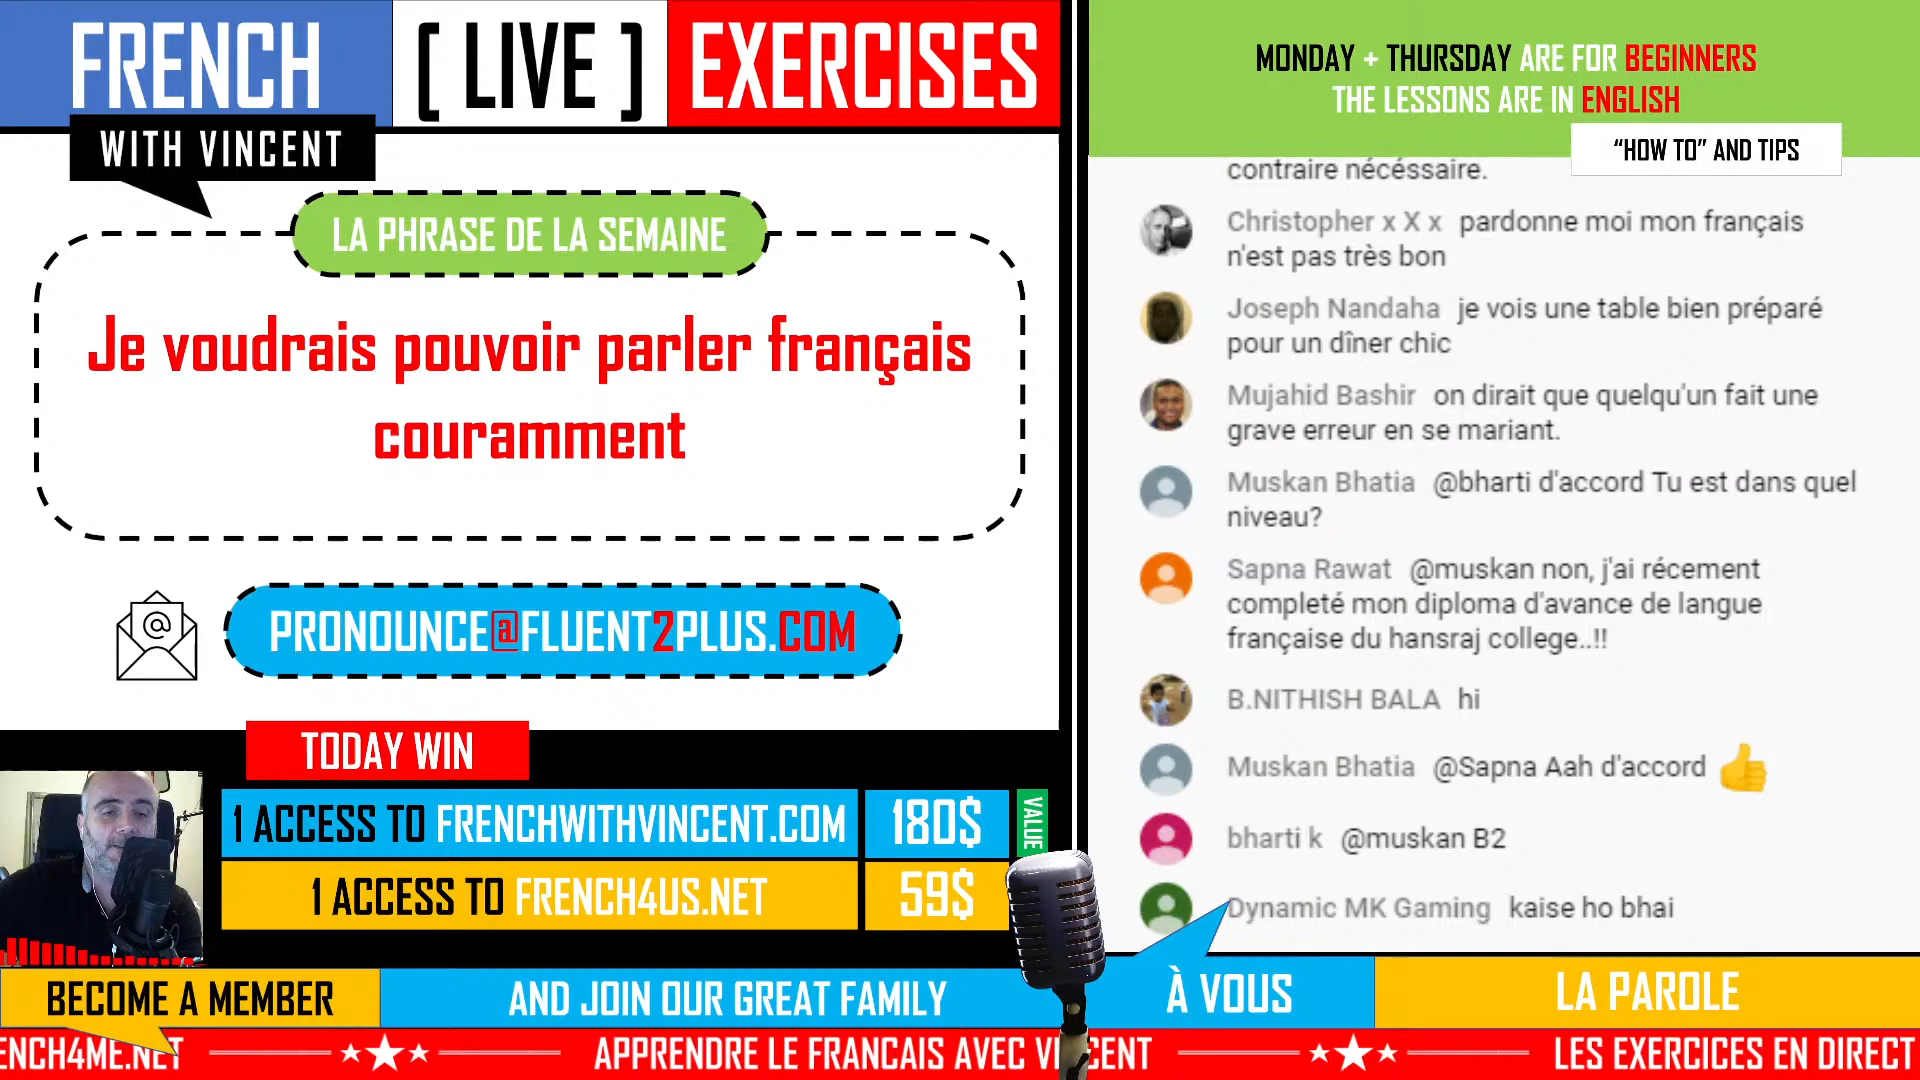 FRENCH [ LIVE ] EXERCISES
WITH VINCENT
LA PHRASE DE LA SEMAINE
Je voudrais pouvoir parler français
couramment
@
PRONOUNCE@FLUENT2PLUS.COM
TODAY WIN
1 ACCESS TO FRENCHWITHVINCENT.COM 180$
VALUE
1 ACCESS TO FRENCH4US.NET 59$
BECOME A MEMBER AND JOIN OUR GREAT FAMILY
MONDAY + THURSDAY ARE FOR BEGINNERS
THE LESSONS ARE IN ENGLISH
“HOW TO” AND TIPS
contraire nécéssaire.
Christopher x X x pardonne moi mon français
n'est pas très bon
Joseph Nandaha je vois une table bien préparé
pour un dîner chic
Mujahid Bashir on dirait que quelqu'un fait une
grave erreur en se mariant.
Muskan Bhatia @bharti d'accord Tu est dans quel
niveau?
Sapna Rawat @muskan non, j'ai récement
completé mon diploma d'avance de langue
française du hansraj college..!!
B.NITHISH BALA hi
Muskan Bhatia @Sapna Aah d'accord 👍
bharti k @muskan B2
Dynamic MK Gaming kaise ho bhai
À VOUS LA PAROLE
ENCH4ME.NET APPRENDRE LE FRANCAIS AVEC VINCENT LES EXERCICES EN DIRECT